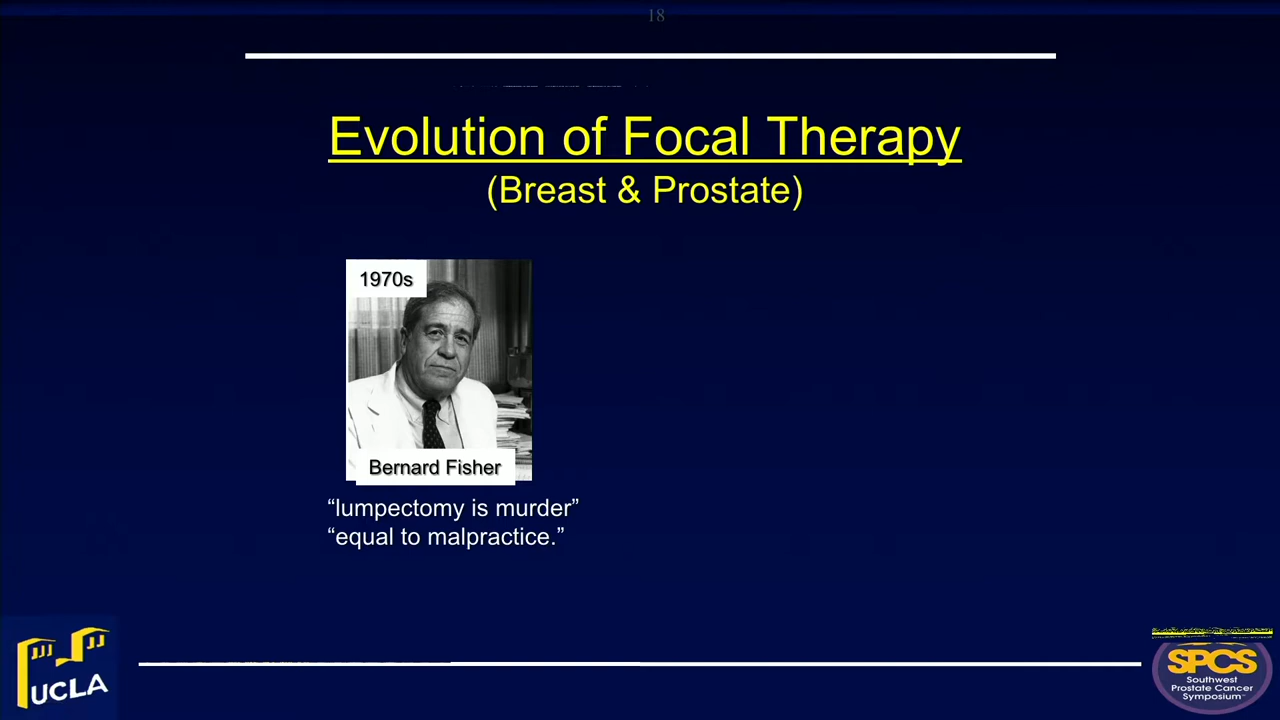 18
Evolution of Focal Therapy
(Breast & Prostate)
1970s
Bernard Fisher
“lumpectomy is murder”
“equal to malpractice.”
UCLA
SPCS
Southwest
Prostate Cancer
Symposium